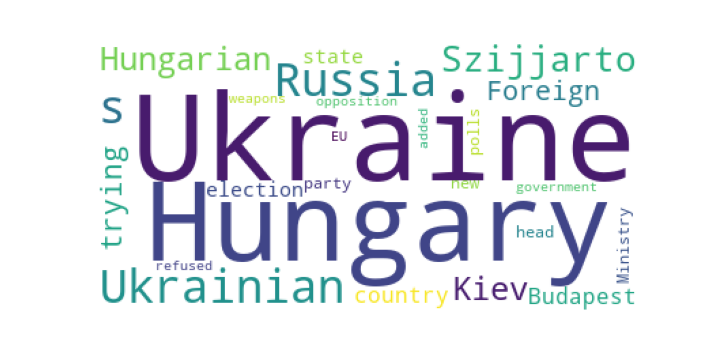 Hungarian
state
Szijjarto
Russia
Foreign
weapons
opposition
s
Ukraine
EU
added
polls
trying
Hungary
election
party
new
government
head
Ministry
refused
Ukrainian
country
Kiev
Budapest